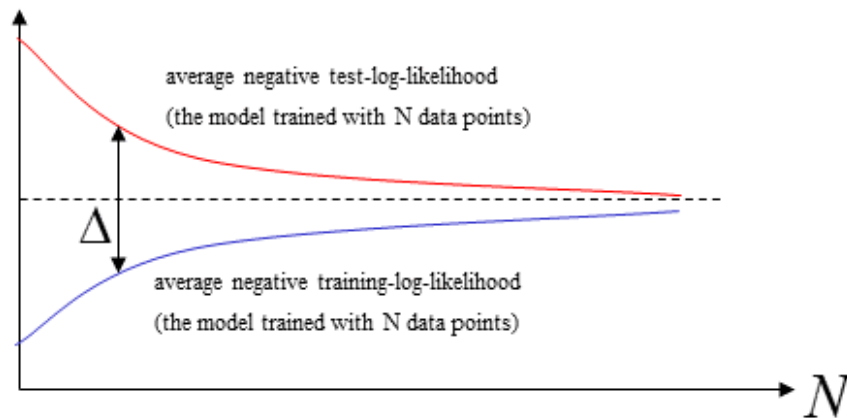 average negative test-log-likelihood
(the model trained with N data points)
Δ
average negative training-log-likelihood
(the model trained with N data points)
N